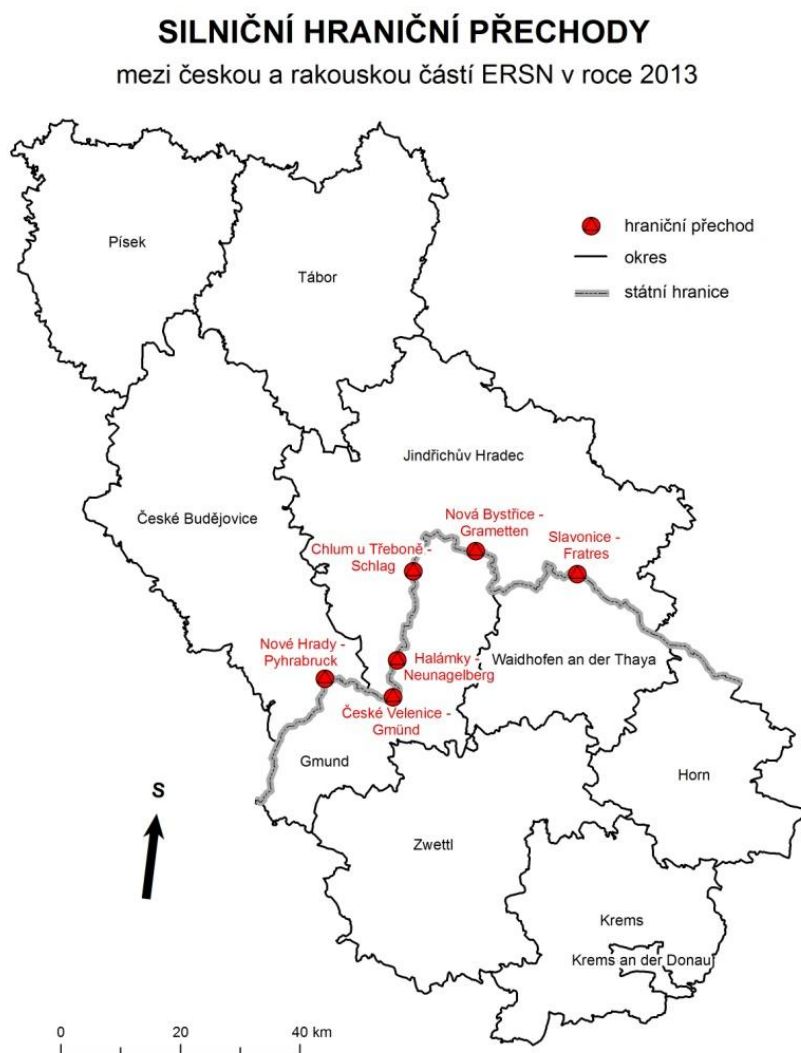 SILNIČNÍ HRANIČNÍ PŘECHODY
mezi českou a rakouskou částí ERSN v roce 2013
hraniční přechod
okres
státní hranice
Písek
Tábor
Jindřichův Hradec
České Budějovice
Nová Bystřice -
Grametten
Slavonice -
Fratres
Chlum u Třeboně -
Schlag
Nové Hrady -
Pyhrabruck
Halámky -
Neunagelberg
Waidhofen an der Thaya
České Velenice -
Gmünd
Gmund
Horn
S
Zwettl
Krems
Krems an der Donau
0 20 40 km